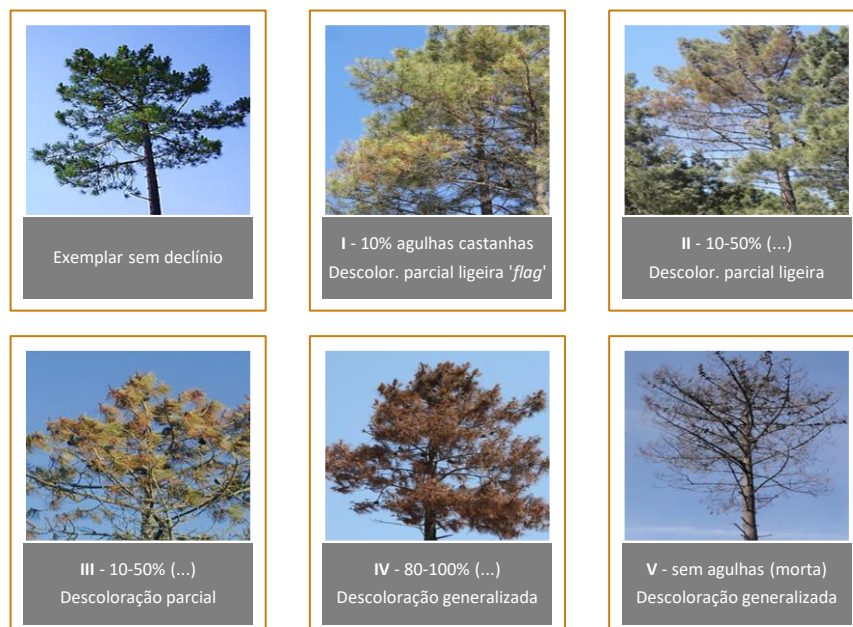 Exemplar sem declínio
I - 10% agulhas castanhas
Descolor. parcial ligeira 'flag'
II - 10-50% (...)
Descolor. parcial ligeira
III - 10-50% (...)
Descoloração parcial
IV - 80-100% (...)
Descoloração generalizada
V - sem agulhas (morta)
Descoloração generalizada